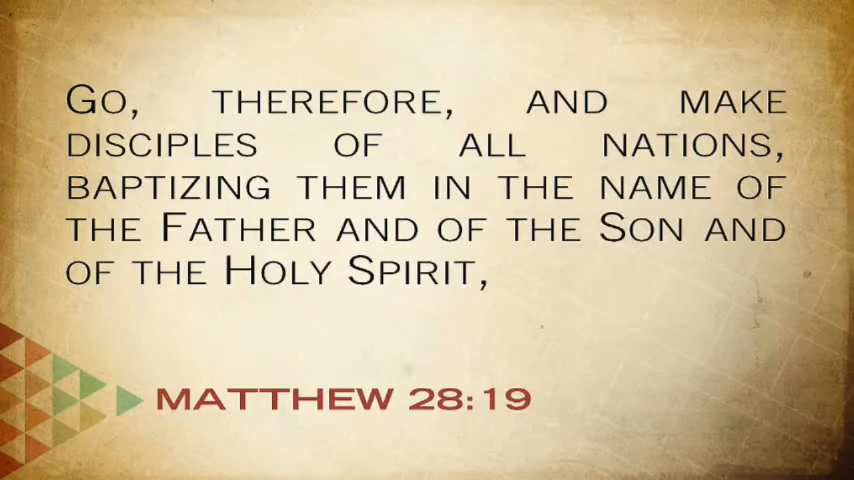 Go, therefore, and make
disciples of all nations,
baptizing them in the name of
the Father and of the Son and
of the Holy Spirit,
MATTHEW 28:19